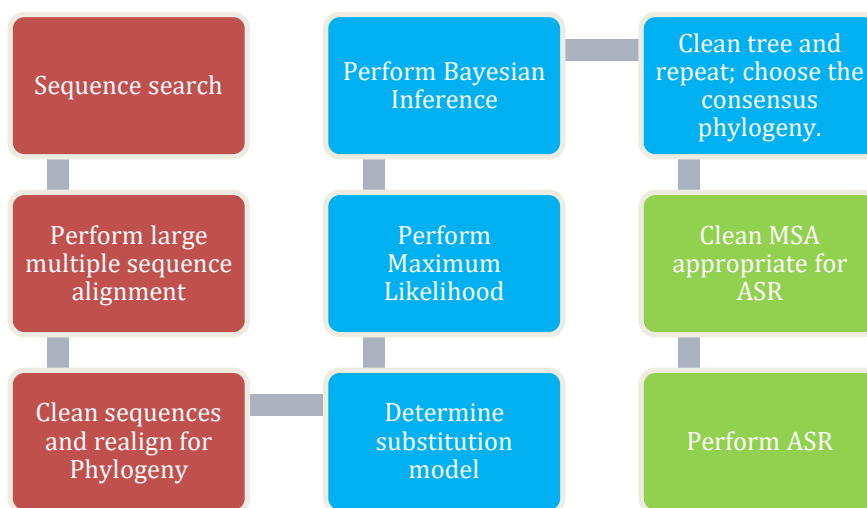 Sequence search
Perform large
multiple sequence
alignment
Clean sequences
and realign for
Phylogeny
Determine
substitution
model
Perform
Maximum
Likelihood
Perform Bayesian
Inference
Clean tree and
repeat; choose the
consensus
phylogeny.
Clean MSA
appropriate for
ASR
Perform ASR